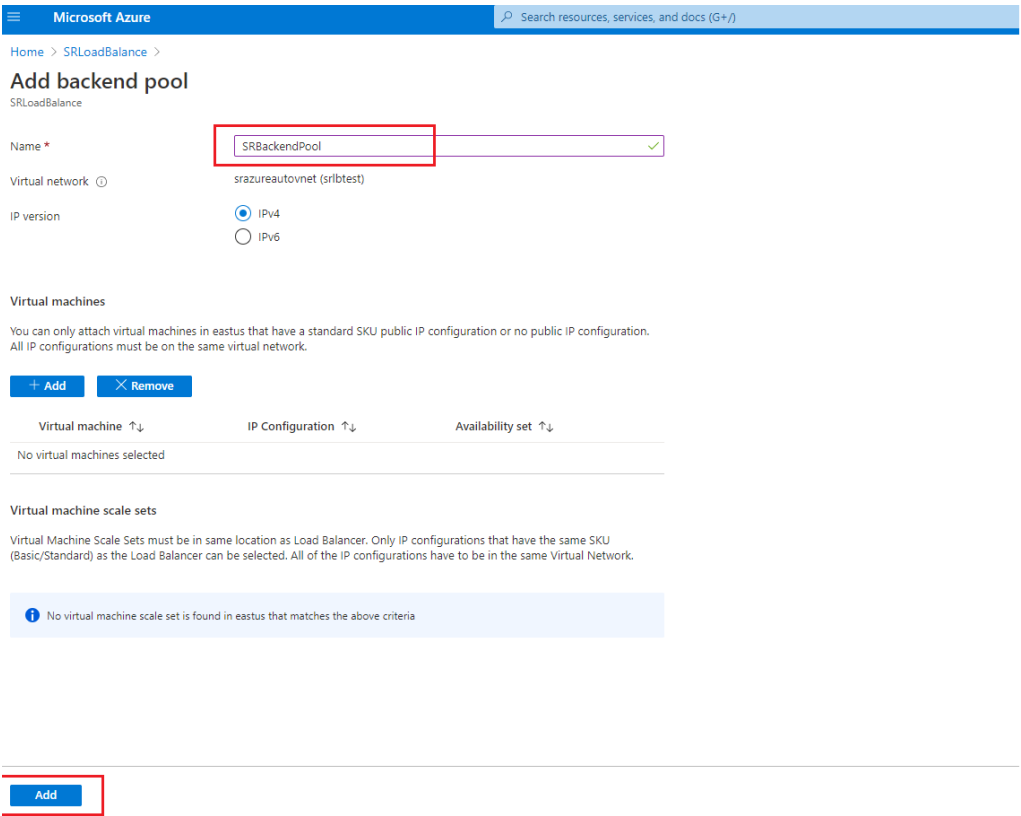 Microsoft Azure
Search resources, services, and docs (G+/)
Home > SRLoadBalance >
Add backend pool
SRLoadBalance
Name *
SRBackendPool
Virtual network
srazureautovnet (srlbtest)
IP version
IPv4
IPv6
Virtual machines
You can only attach virtual machines in eastus that have a standard SKU public IP configuration or no public IP configuration.
All IP configurations must be on the same virtual network.
+ Add
Remove
Virtual machine ↑↓ IP Configuration ↑↓ Availability set ↑↓
No virtual machines selected
Virtual machine scale sets
Virtual Machine Scale Sets must be in same location as Load Balancer. Only IP configurations that have the same SKU
(Basic/Standard) as the Load Balancer can be selected. All of the IP configurations have to be in the same Virtual Network.
No virtual machine scale set is found in eastus that matches the above criteria
Add